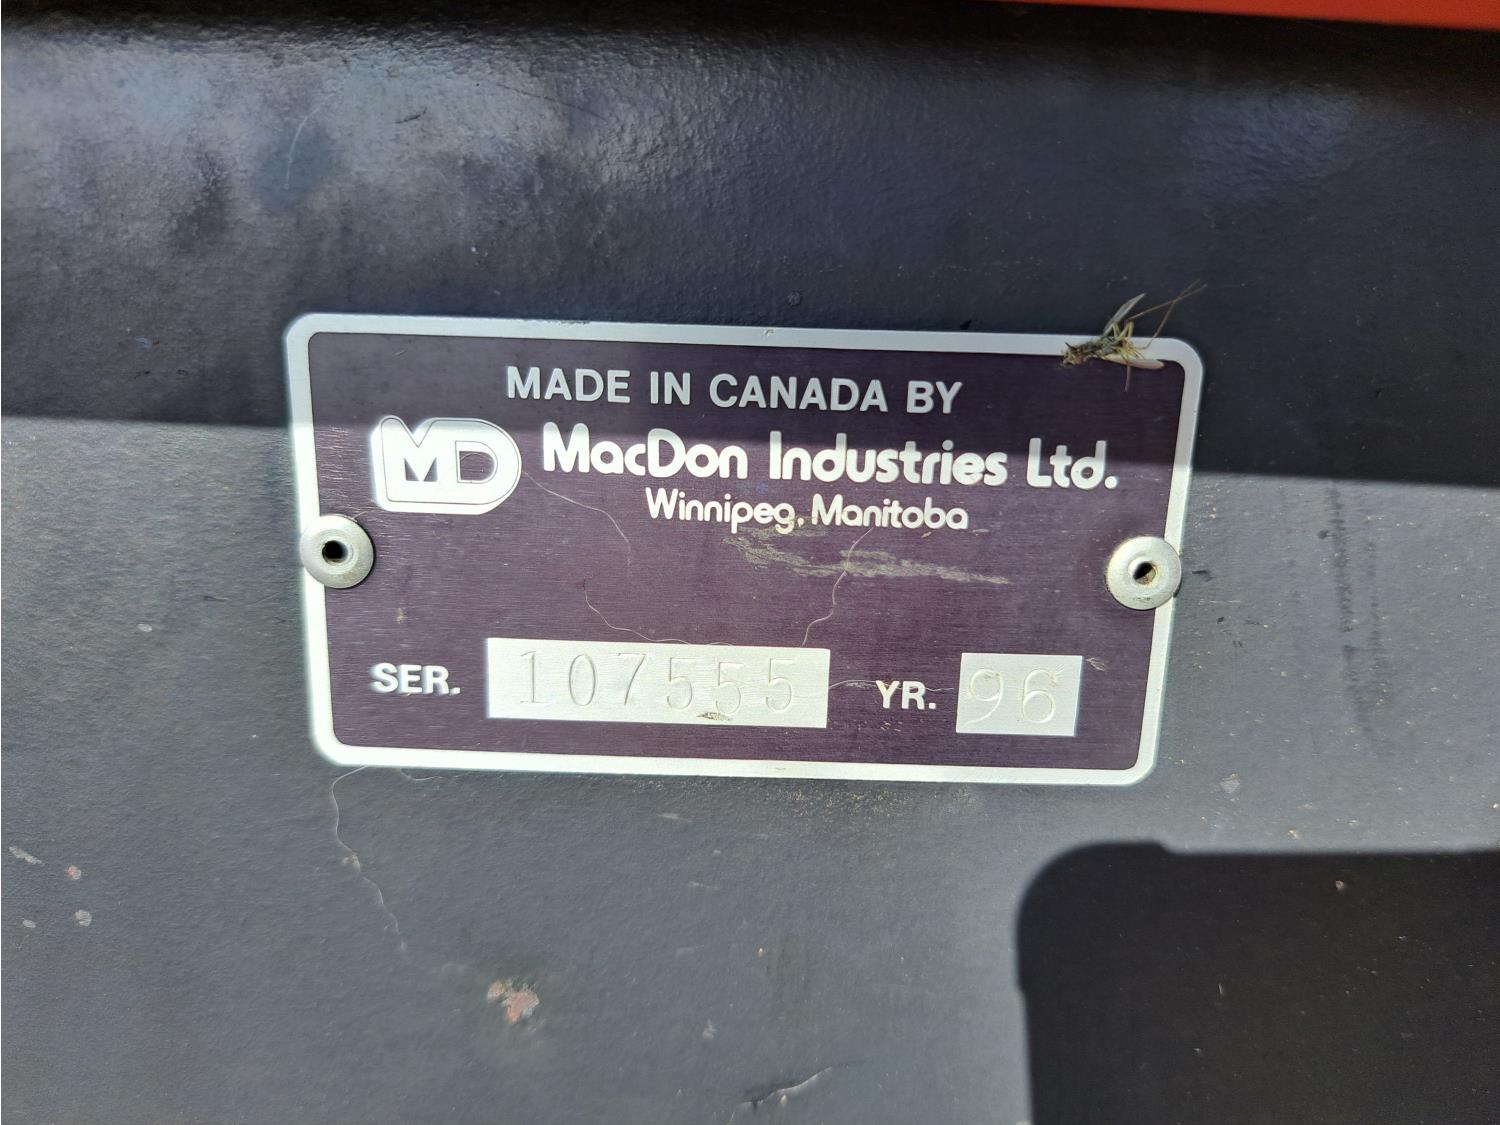 MADE IN CANADA BY
MD MacDon Industries Ltd.
Winnipeg, Manitoba
SER. 107555 YR. 96